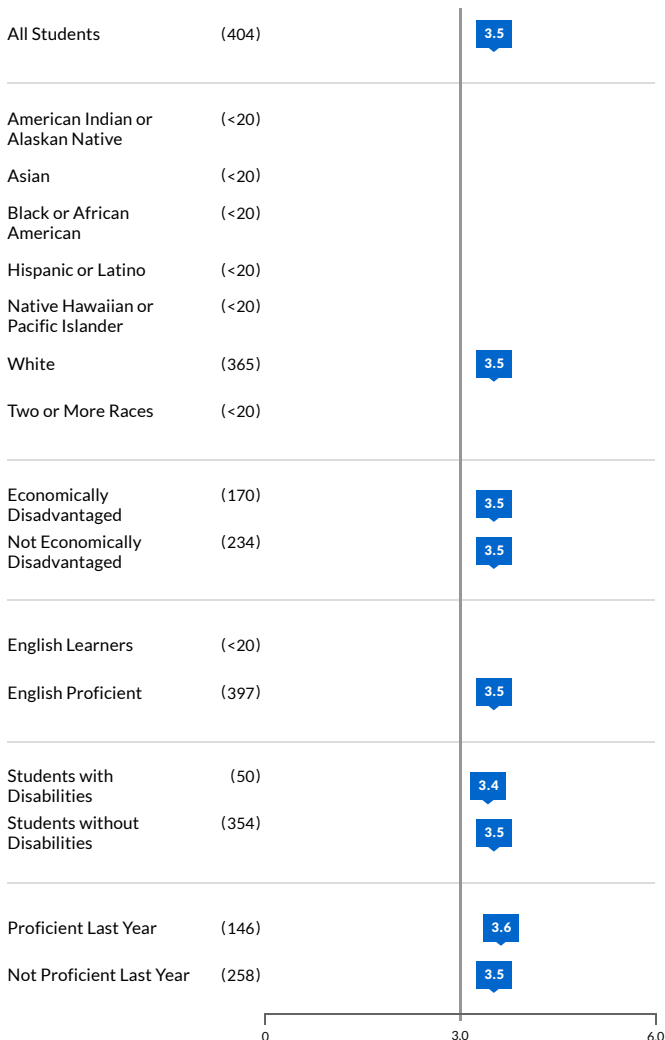 All Students (404) 3.5
American Indian or (<20)
Alaskan Native
Asian (<20)
Black or African (<20)
American
Hispanic or Latino (<20)
Native Hawaiian or (<20)
Pacific Islander
White (365) 3.5
Two or More Races (<20)
Economically (170) 3.5
Disadvantaged
Not Economically (234) 3.5
Disadvantaged
English Learners (<20)
English Proficient (397) 3.5
Students with (50) 3.4
Disabilities
Students without (354) 3.5
Disabilities
Proficient Last Year (146) 3.6
Not Proficient Last Year (258) 3.5
0 3.0 6.0